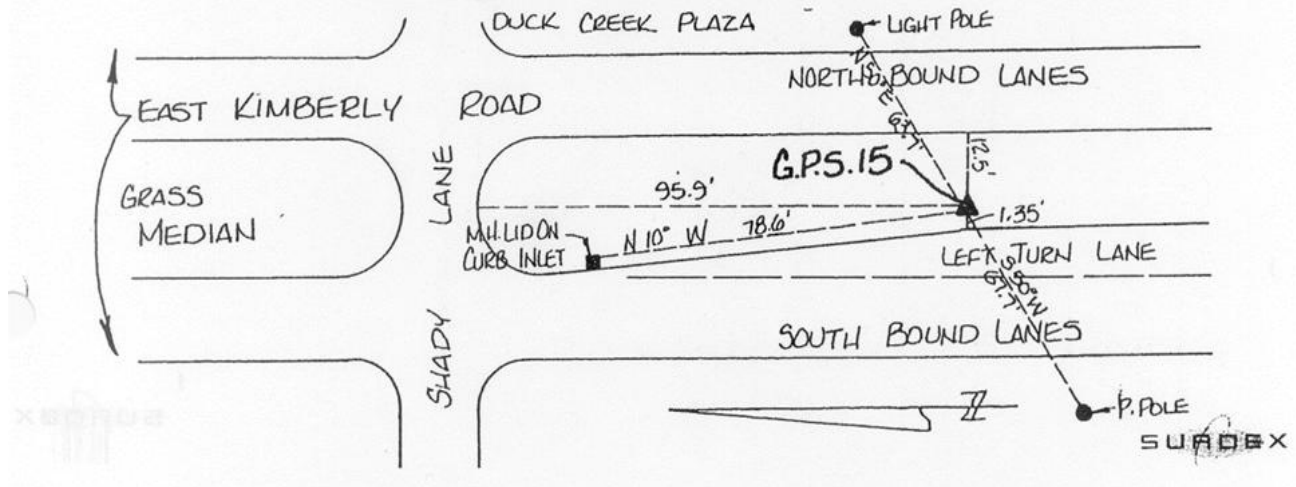 DUCK CREEK PLAZA
LIGHT POLE
NORTH BOUND LANES
EAST KIMBERLY ROAD
67.7'
12.5'
G.P.S.15
95.9'
GRASS
MEDIAN
SHADY LANE
M.H. LID ON
CURB INLET
N 10° W 78.6'
1.35'
LEFT TURN LANE
S 50° W
67.7'
SOUTH BOUND LANES
P. POLE
SURDEX